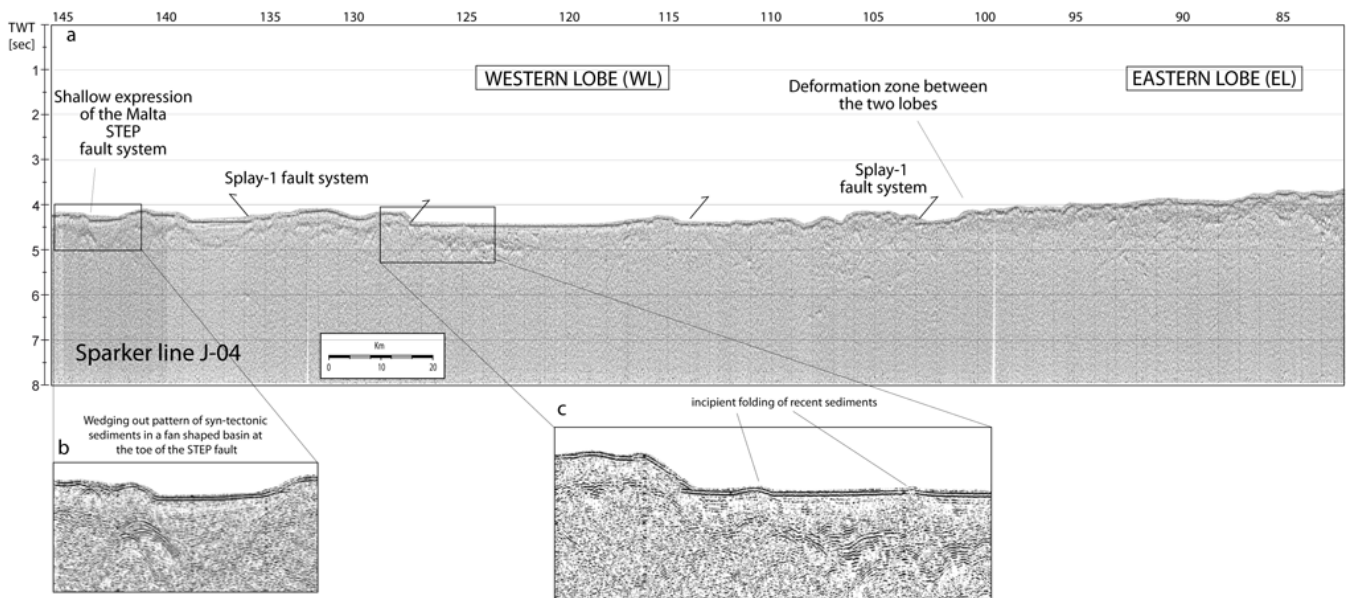 145 140 135 130 125 120 115 110 105 100 95 90 85
TWT
[sec]
a
WESTERN LOBE (WL)
EASTERN LOBE (EL)
Deformation zone between
the two lobes
Shallow expression
of the Malta
STEP
fault system
Splay-1 fault system
Splay-1
fault system
1
2
3
4
5
6
7
8
Sparker line J-04
Km
0 10 20
b
Wedging out pattern of syn-tectonic
sediments in a fan shaped basin at
the toe of the STEP fault
c
incipient folding of recent sediments